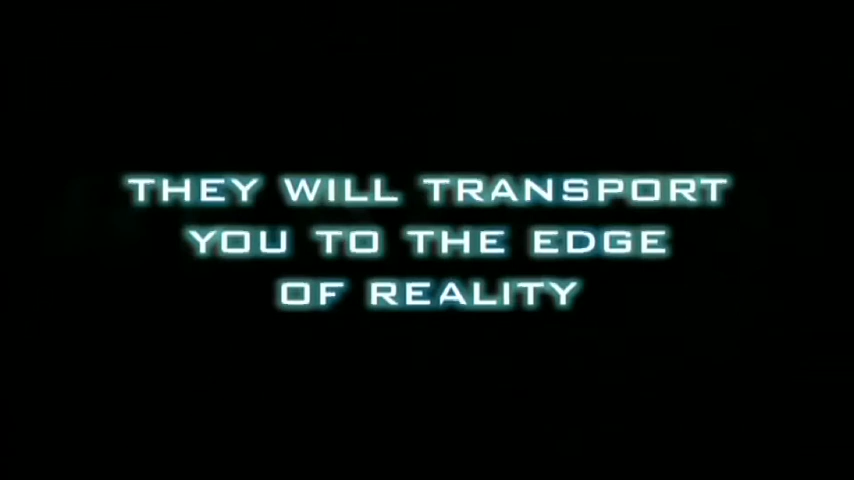 THEY WILL TRANSPORT
YOU TO THE EDGE
OF REALITY